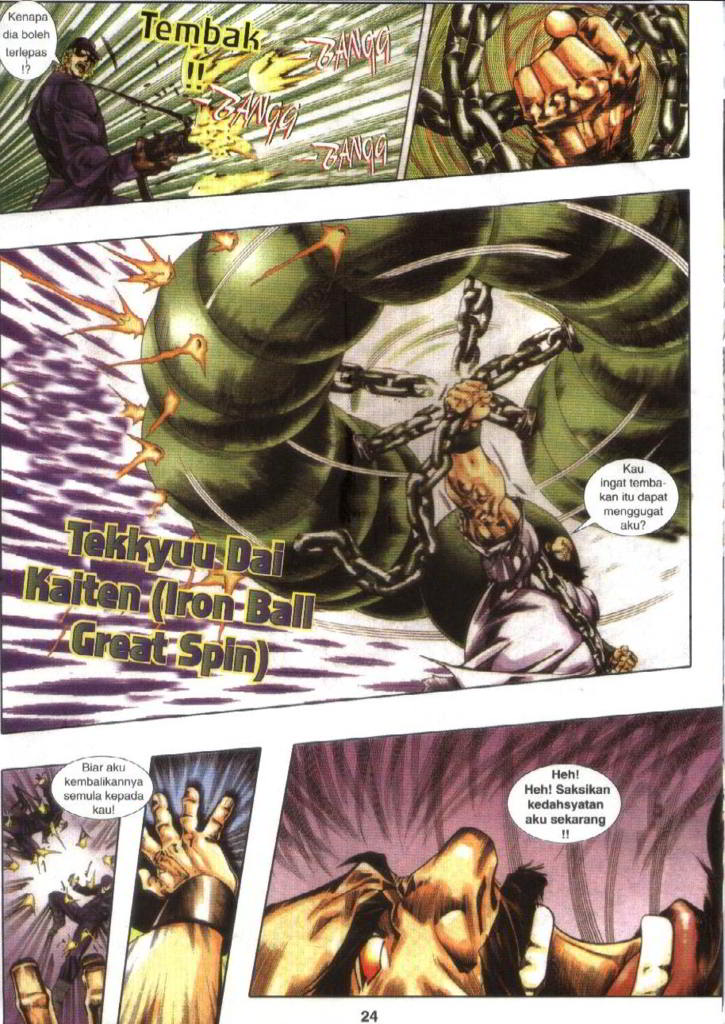 Kenapa
dia boleh
terlepas
!?
Tembak
!!
BANGG
BANGG
BANGG
Kau
ingat temba-
kan itu dapat
menggugat
aku?
Tekkyuu Dai
Kaiten (Iron Ball
Great Spin)
Biar aku
kembalikannya
semula kepada
kau!
Heh!
Heh! Saksikan
kedahsyatan
aku sekarang
!!
24